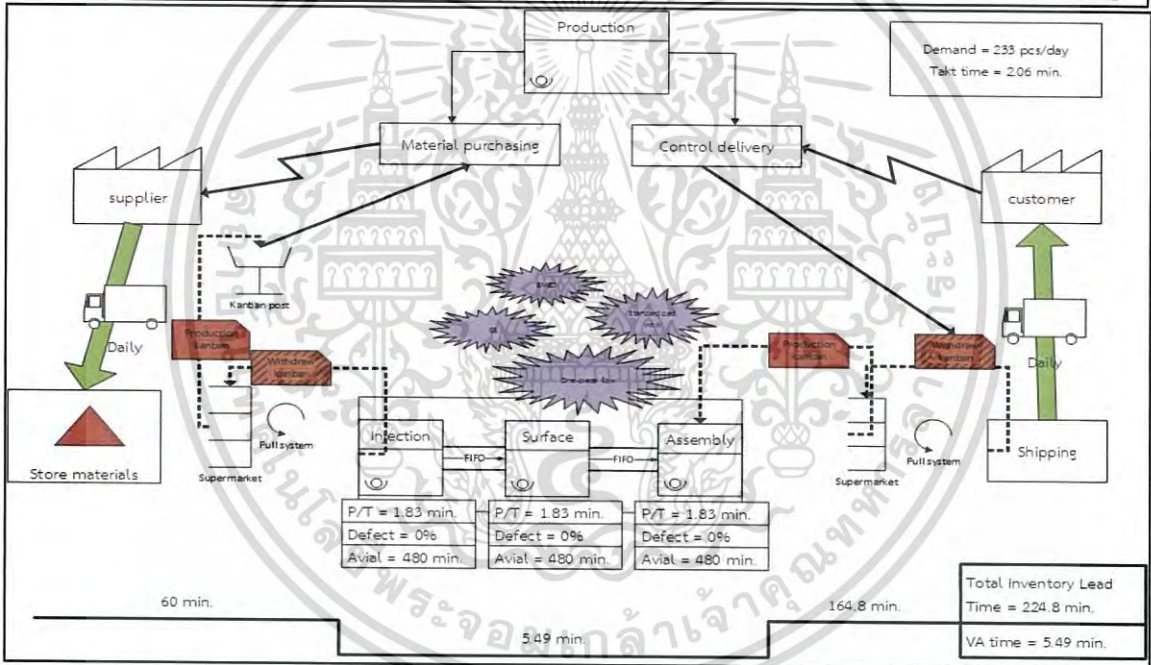 Production
Demand = 233 pcs/day
Takt time = 2.06 min.
Material purchasing
Control delivery
supplier
customer
Kanban post
Production
kanban
Withdraw
kanban
Daily
Production
kanban
Withdraw
kanban
Daily
One-piece flow
Store materials
Supermarket
Pull system
Injection
FIFO
Surface
FIFO
Assembly
Supermarket
Pull system
Shipping
P/T = 1.83 min.
Defect = 0%
Avial = 480 min.
P/T = 1.83 min.
Defect = 0%
Avial = 480 min.
P/T = 1.83 min.
Defect = 0%
Avial = 480 min.
60 min.
5.49 min.
164.8 min.
Total Inventory Lead
Time = 224.8 min.
VA time = 5.49 min.